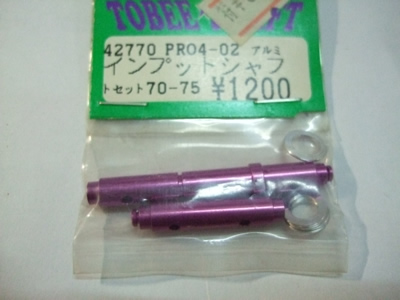 TOBEE CRAFT
42770 PRO4-02 アルミ
インプットシャフ
トセット70-75 ¥1200